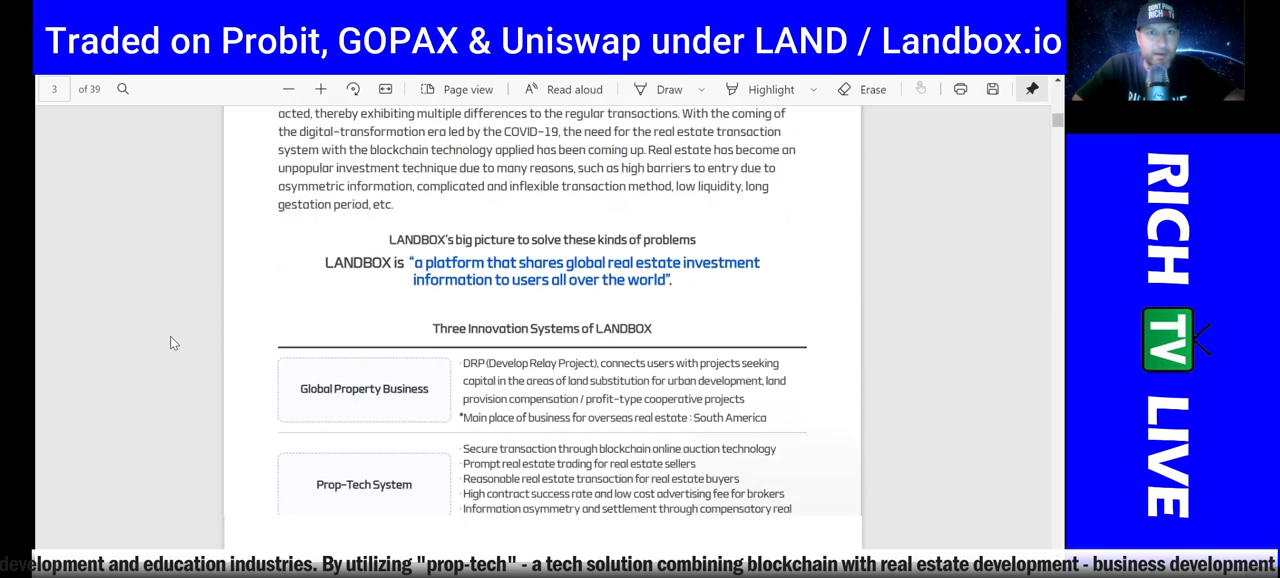 Traded on Probit, GOPAX & Uniswap under LAND / Landbox.io
3 of 39 Page view Read aloud Draw Highlight Erase
acted, thereby exhibiting multiple differences to the regular transactions. With the coming of
the digital-transformation era led by the COVID-19, the need for the real estate transaction
system with the blockchain technology applied has been coming up. Real estate has become an
unpopular investment technique due to many reasons, such as high barriers to entry due to
asymmetric information, complicated and inflexible transaction method, low liquidity, long
gestation period, etc.
LANDBOX's big picture to solve these kinds of problems
LANDBOX is "a platform that shares global real estate investment
information to users all over the world".
Three Innovation Systems of LANDBOX
Global Property Business
· DRP (Develop Relay Project), connects users with projects seeking
capital in the areas of land substitution for urban development, land
provision compensation / profit-type cooperative projects
*Main place of business for overseas real estate : South America
Prop-Tech System
· Secure transaction through blockchain online auction technology
· Prompt real estate trading for real estate sellers
· Reasonable real estate transaction for real estate buyers
· High contract success rate and low cost advertising fee for brokers
· Information asymmetry and settlement through compensatory real
RICH TV LIVE
development and education industries. By utilizing "prop-tech" - a tech solution combining blockchain with real estate development - business development,